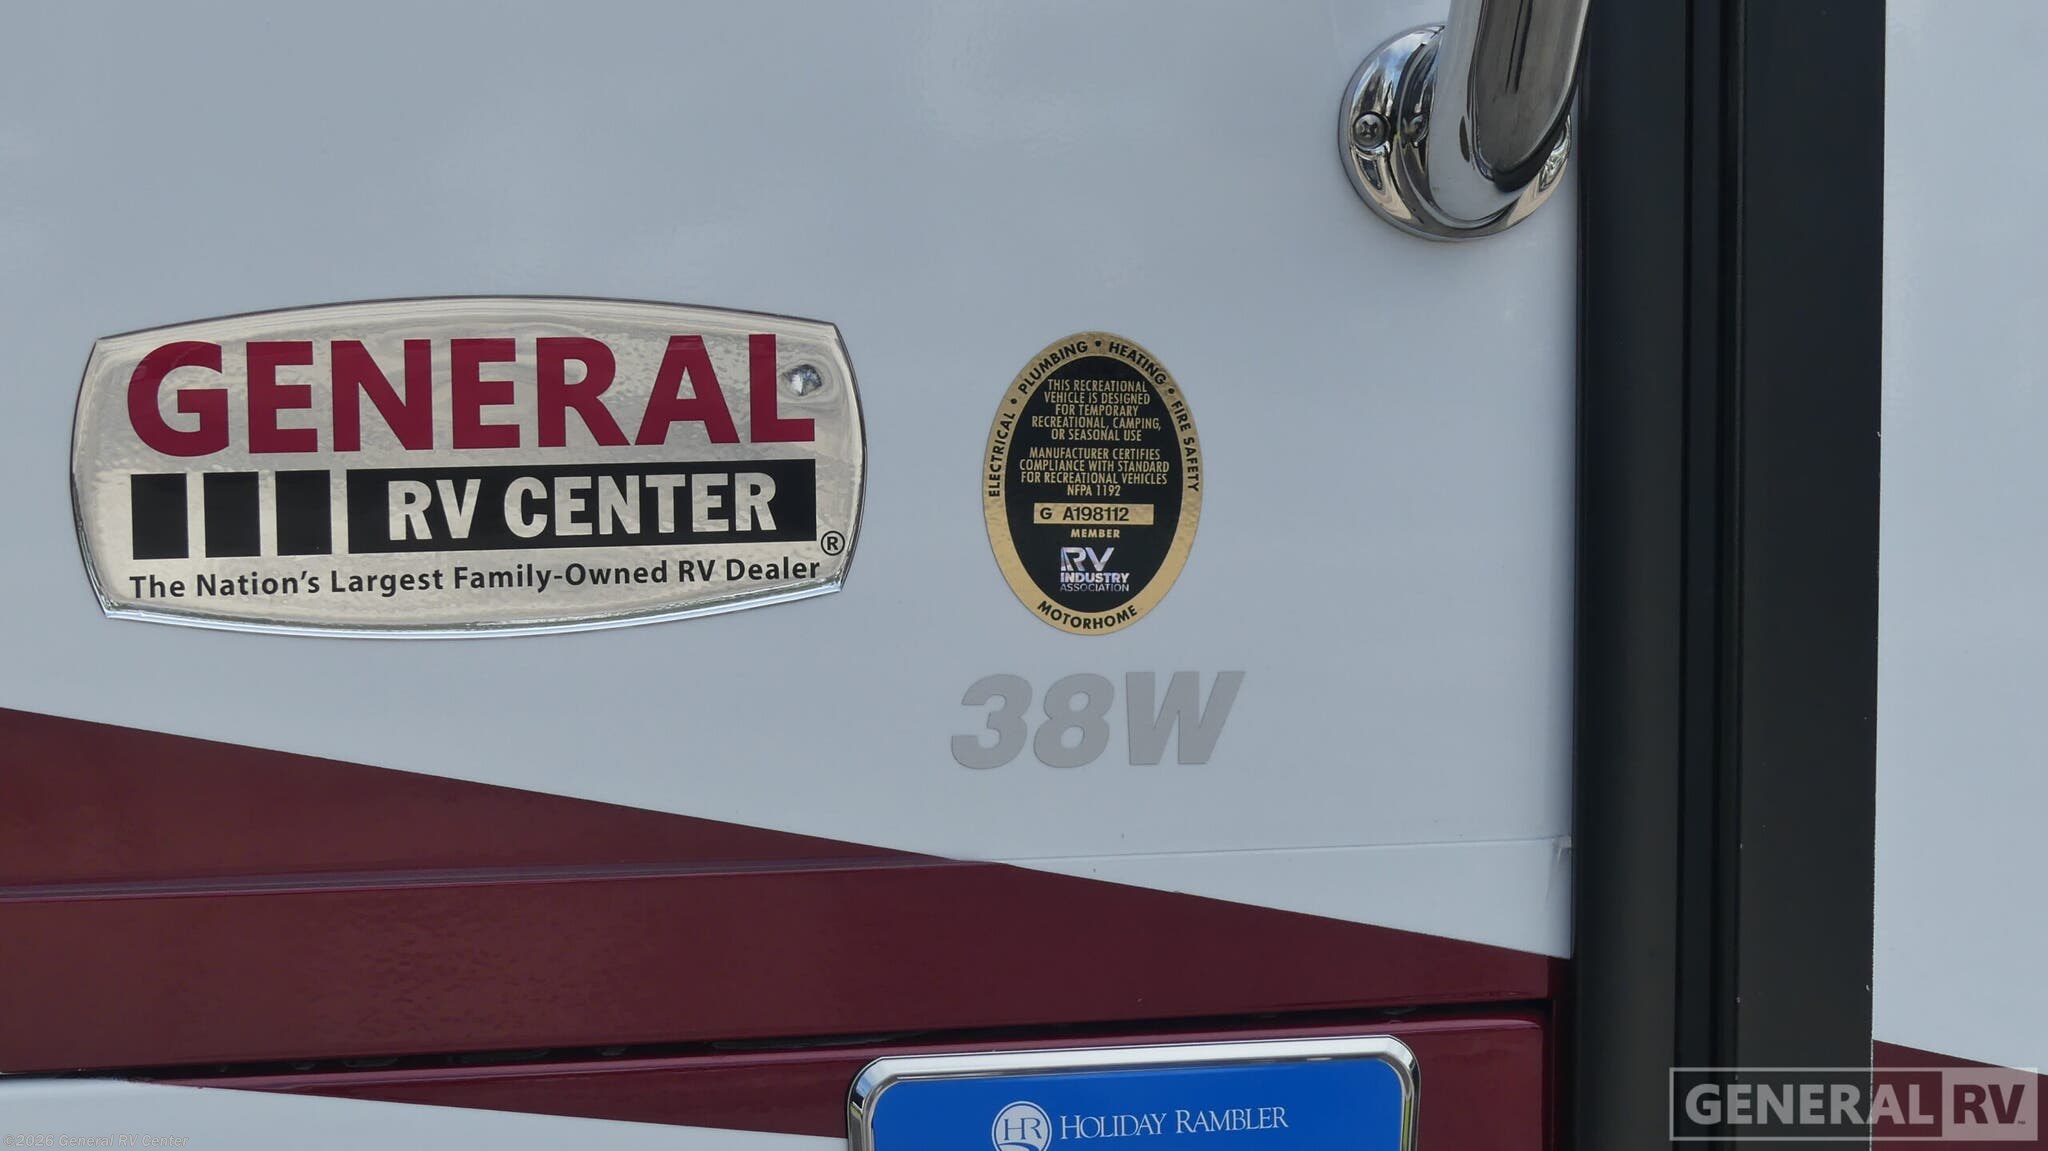 GENERAL
RV CENTER
®
The Nation's Largest Family-Owned RV Dealer
ELECTRICAL • PLUMBING • HEATING • FIRE SAFETY
THIS RECREATIONAL
VEHICLE IS DESIGNED
FOR TEMPORARY
RECREATIONAL, CAMPING,
OR SEASONAL USE
MANUFACTURER CERTIFIES
COMPLIANCE WITH STANDARD
FOR RECREATIONAL VEHICLES
NFPA 1192
G A198112
MEMBER
RV
INDUSTRY
ASSOCIATION
MOTORHOME
38W
HR HOLIDAY RAMBLER
GENERAL RV
©2026 General RV Center